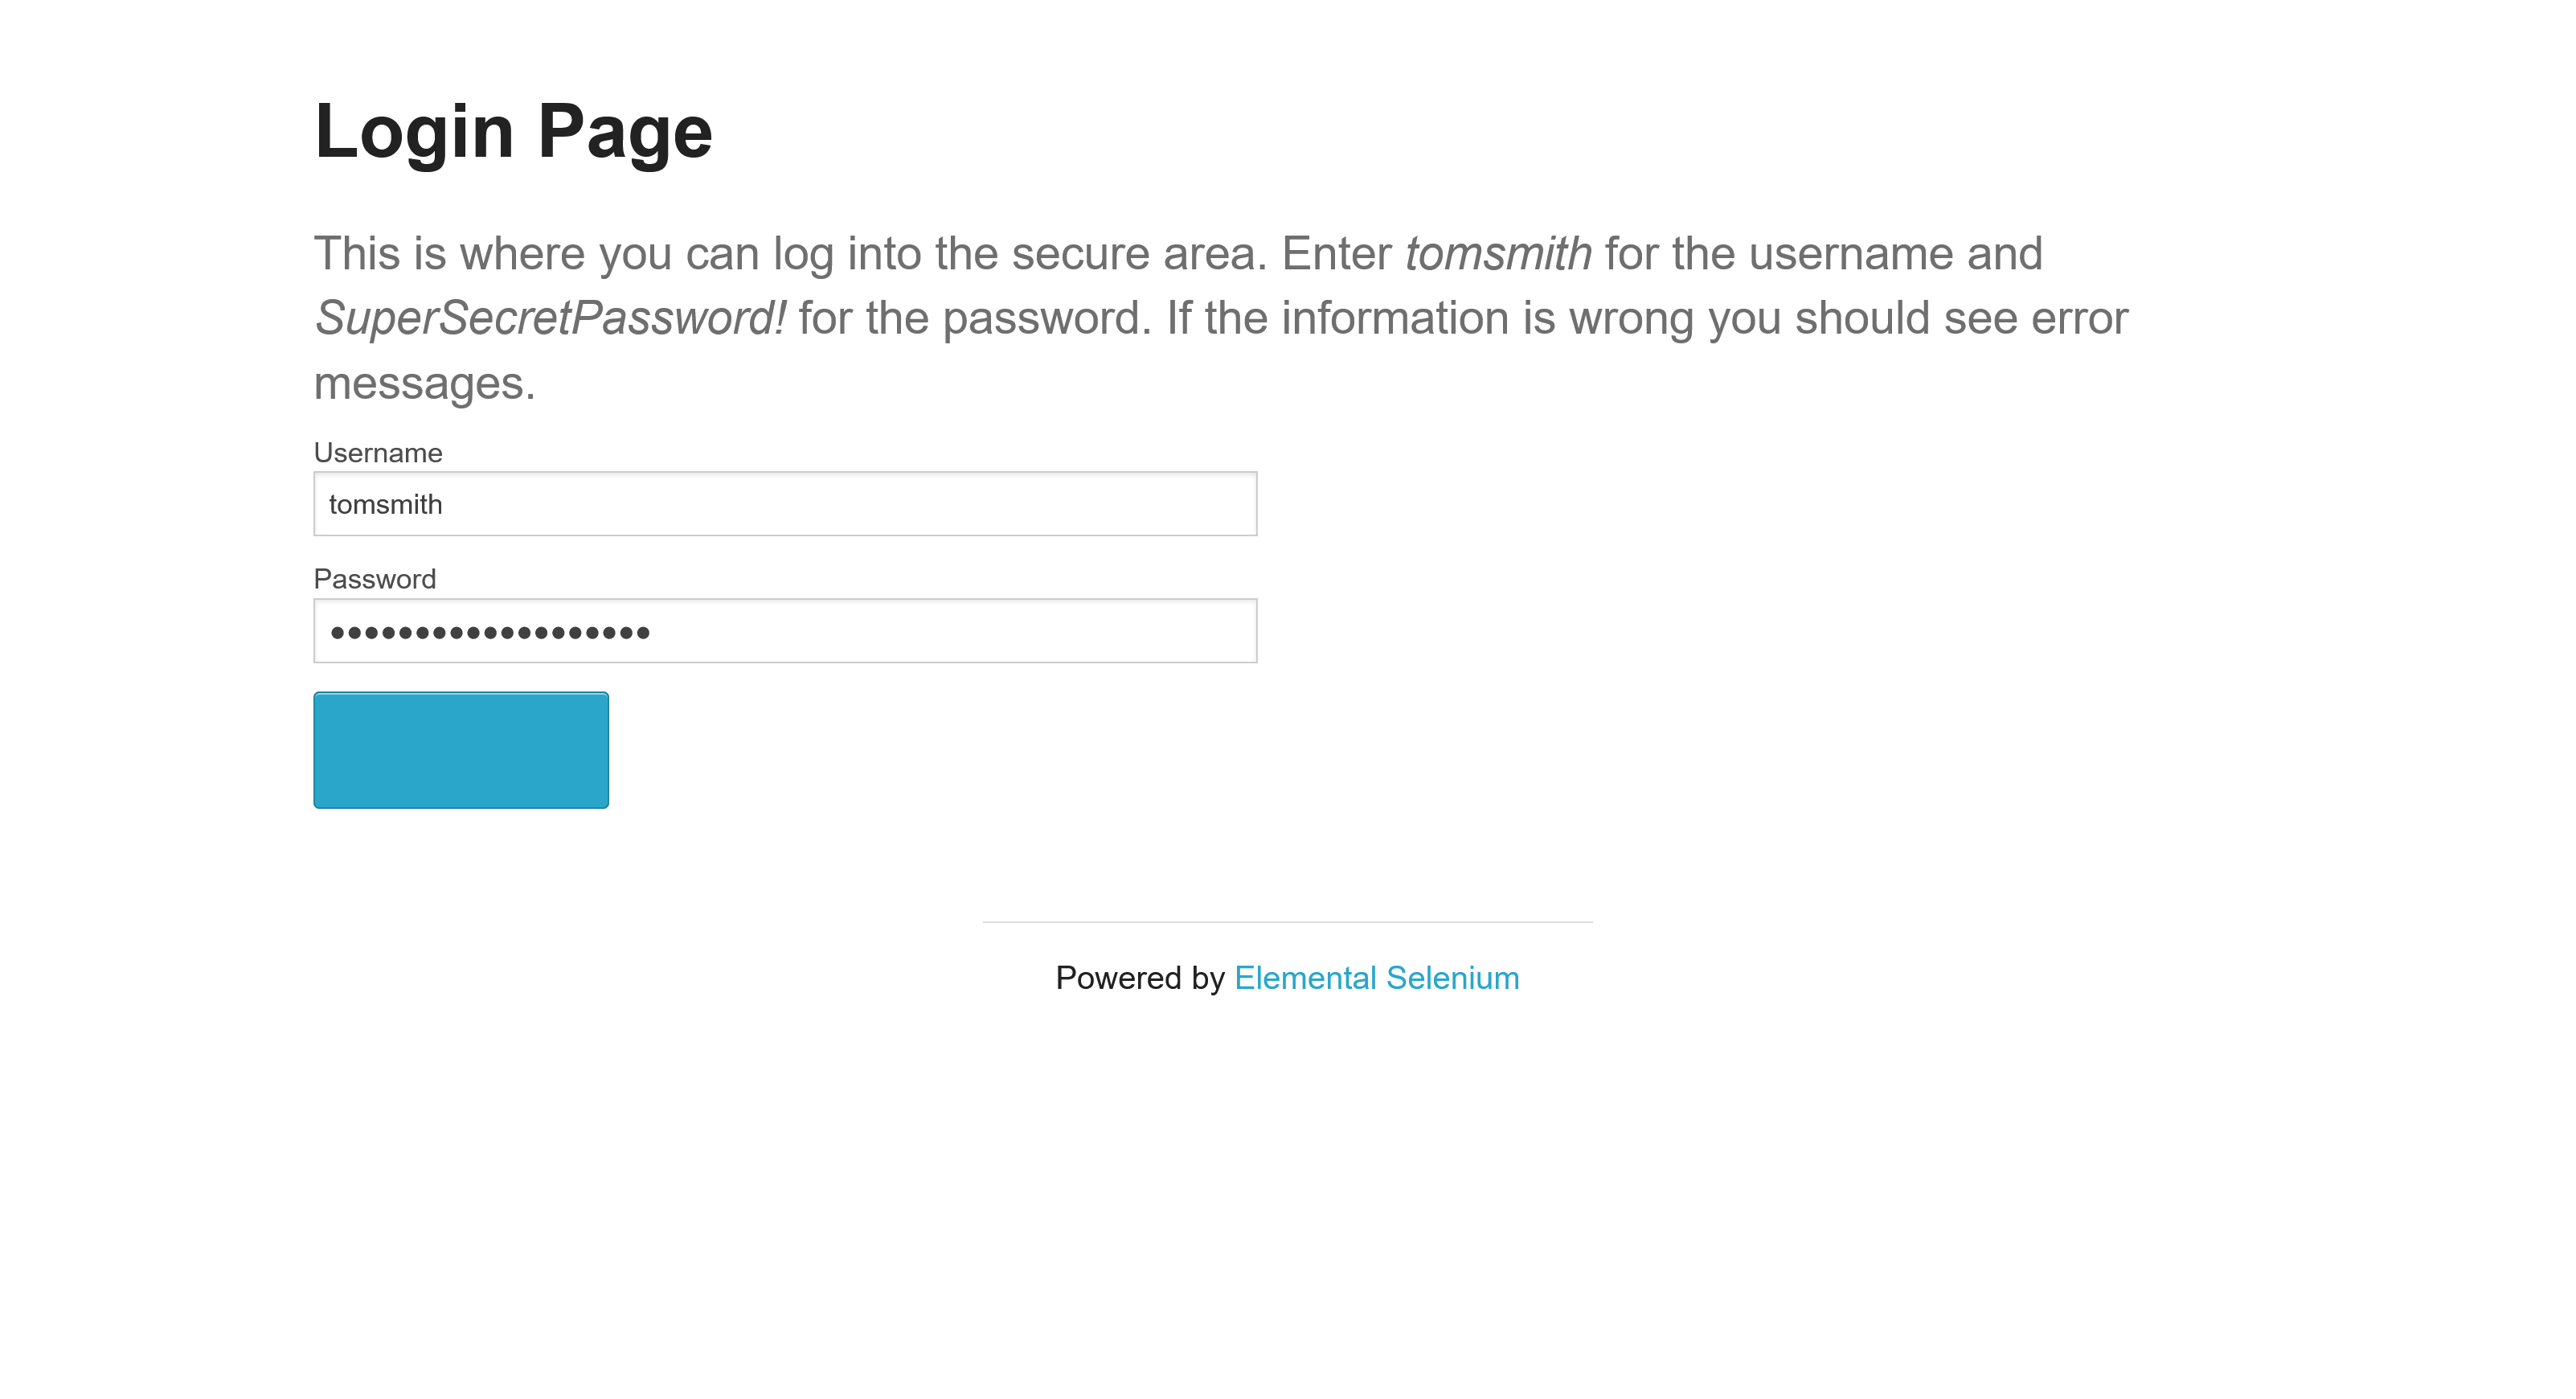 Login Page
This is where you can log into the secure area. Enter tomsmith for the username and
SuperSecretPassword! for the password. If the information is wrong you should see error
messages.
Username
tomsmith
Password
•••••••••••••••••••
Powered by Elemental Selenium